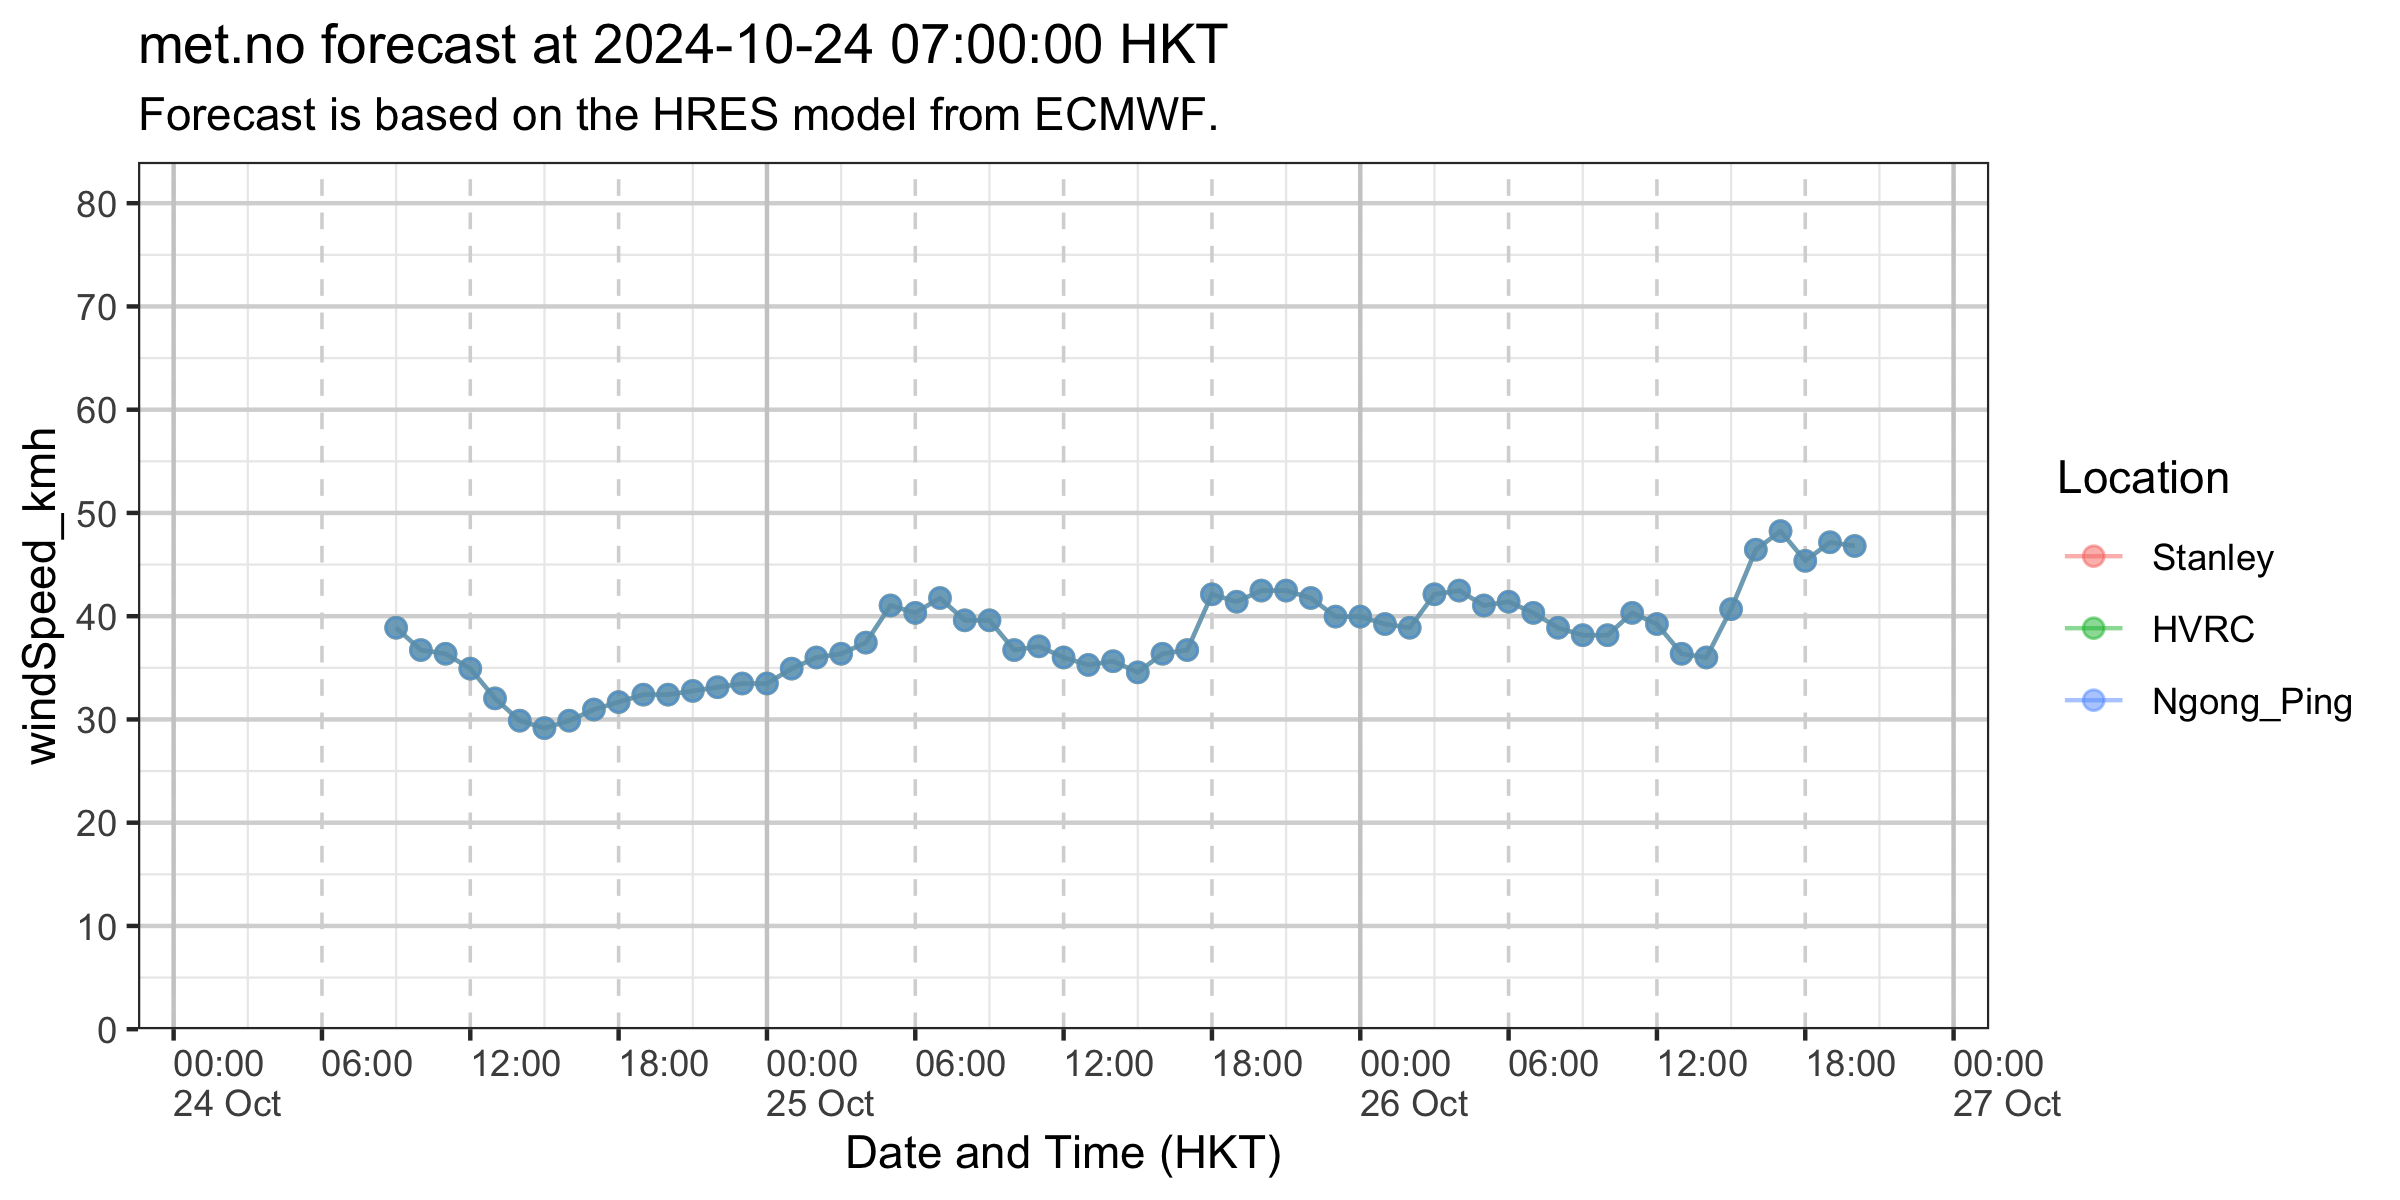 met.no forecast at 2024-10-24 07:00:00 HKT
Forecast is based on the HRES model from ECMWF.
windSpeed_kmh
80
70
60
50
40
30
20
10
0
00:00 06:00 12:00 18:00 00:00 06:00 12:00 18:00 00:00 06:00 12:00 18:00 00:00
24 Oct 25 Oct 26 Oct 27 Oct
Date and Time (HKT)
Location
Stanley
HVRC
Ngong_Ping